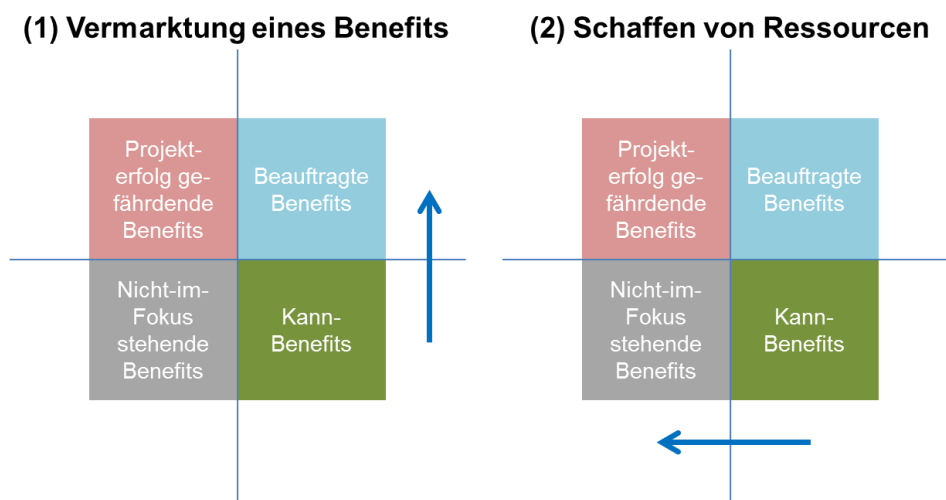 (1) Vermarktung eines Benefits
Projekt-
erfolg ge-
fährdende
Benefits
Beauftragte
Benefits
Nicht-im-
Fokus
stehende
Benefits
Kann-
Benefits
(2) Schaffen von Ressourcen
Projekt-
erfolg ge-
fährdende
Benefits
Beauftragte
Benefits
Nicht-im-
Fokus
stehende
Benefits
Kann-
Benefits